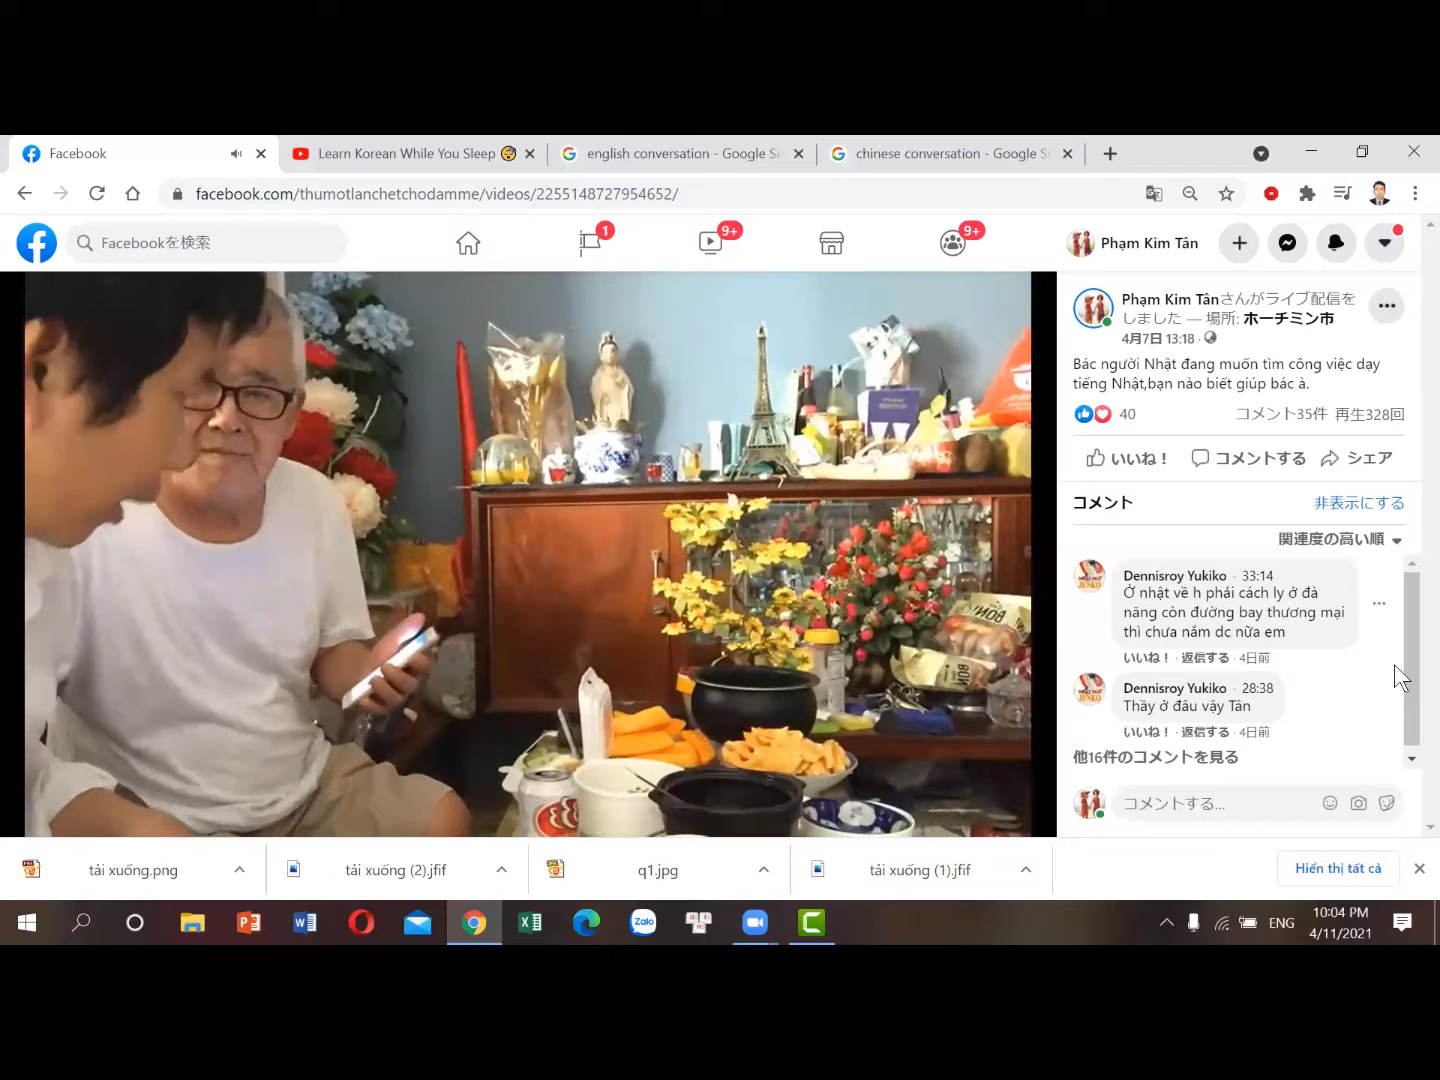 Facebook
Learn Korean While You Sleep 😴
english conversation - Google Se
chinese conversation - Google Se
facebook.com/thumotlanchetchodamme/videos/2255148727954652/
Facebookを検索
1
9+
9+
Phạm Kim Tân
Phạm Kim Tânさんがライブ配信を
しました — 場所: ホーチミン市
4月7日 13:18 ·
Bác người Nhật đang muốn tìm công việc dạy
tiếng Nhật,bạn nào biết giúp bác à.
40
コメント35件 再生328回
いいね！ コメントする シェア
コメント
非表示にする
関連度の高い順
Dennisroy Yukiko · 33:14
Ở nhật về h phải cách ly ở đà
nãng còn đường bay thương mại
thì chưa nắm dc nữa em
いいね！ · 返信する · 4日前
Dennisroy Yukiko · 28:38
Thầy ở đâu vậy Tân
いいね！ · 返信する · 4日前
他16件のコメントを見る
コメントする...
tải xuống.png
tải xuống (2).jfif
q1.jpg
tải xuống (1).jfif
Hiển thị tất cả
Zalo
ENG
10:04 PM
4/11/2021